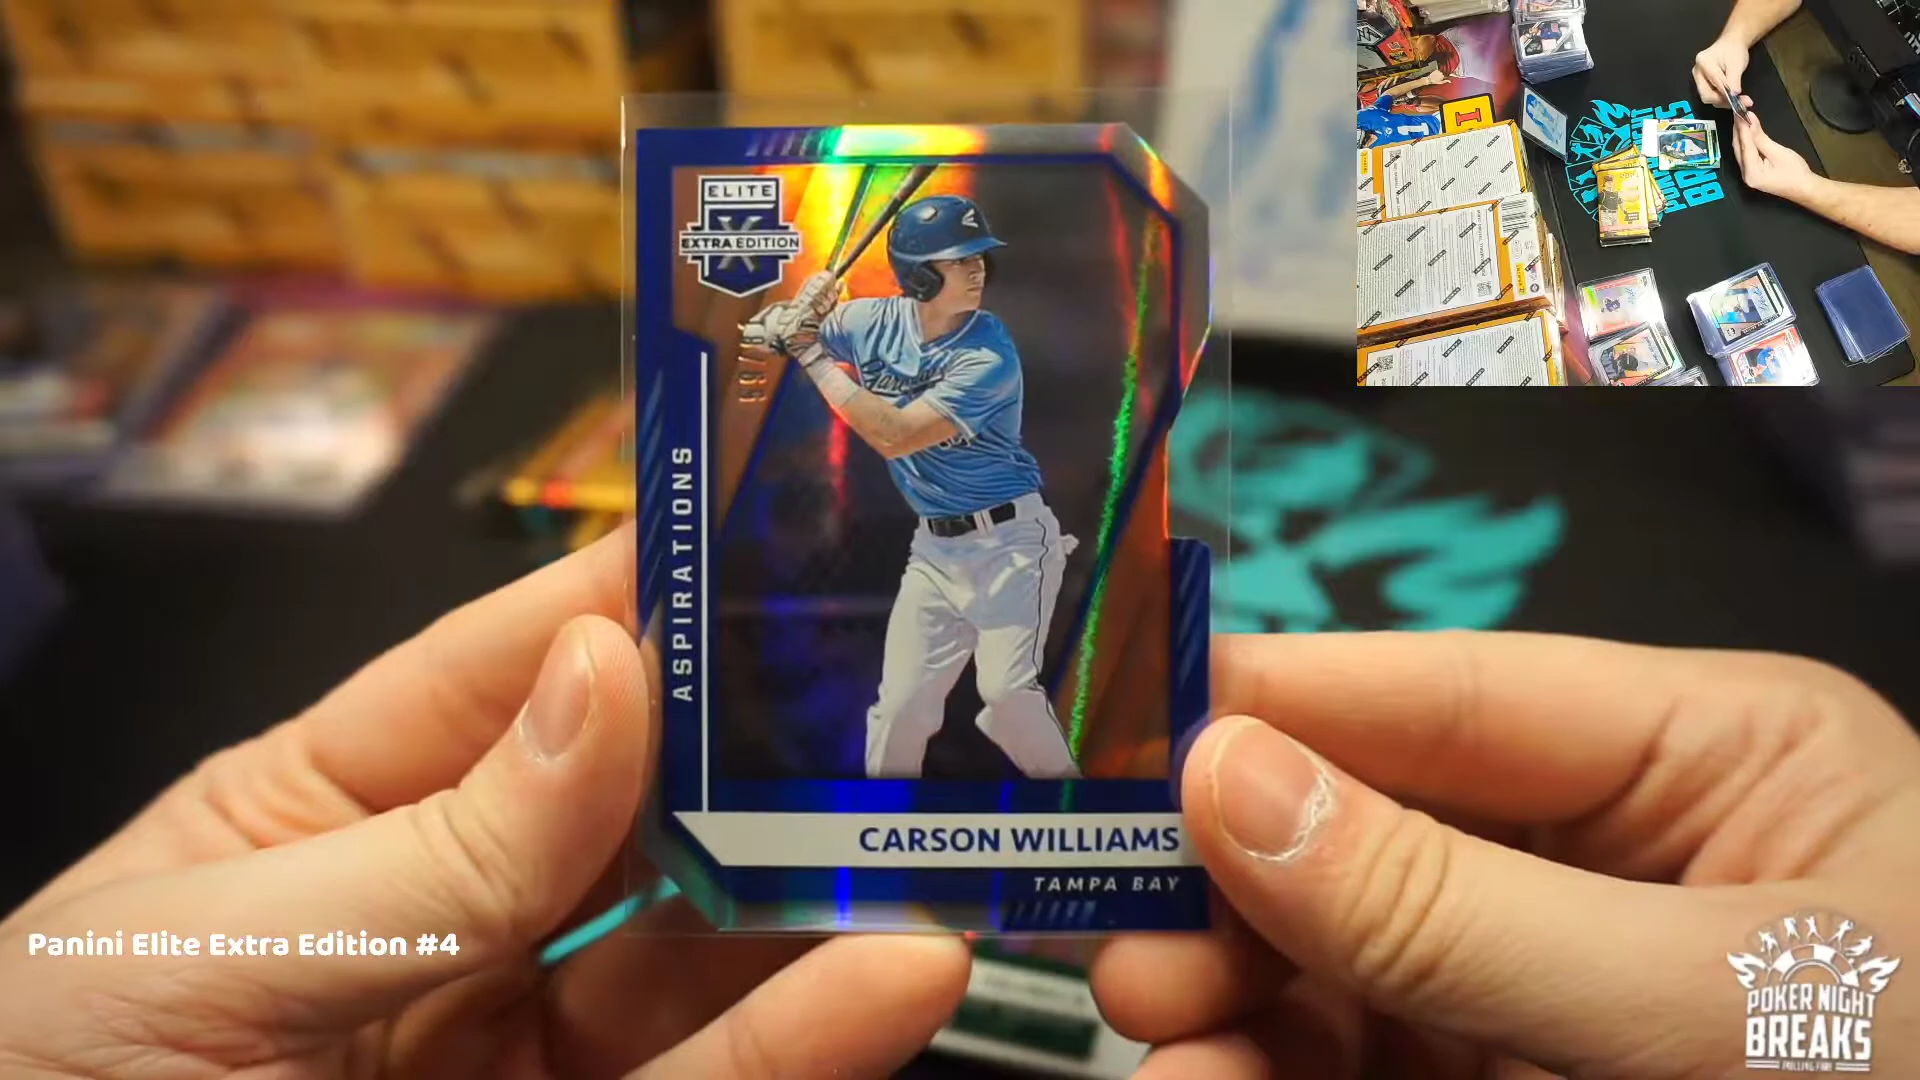 ELITE
EXTRA EDITION
X
ASPIRATIONS
CARSON WILLIAMS
TAMPA BAY
Panini Elite Extra Edition #4
POKER NIGHT
BREAKS